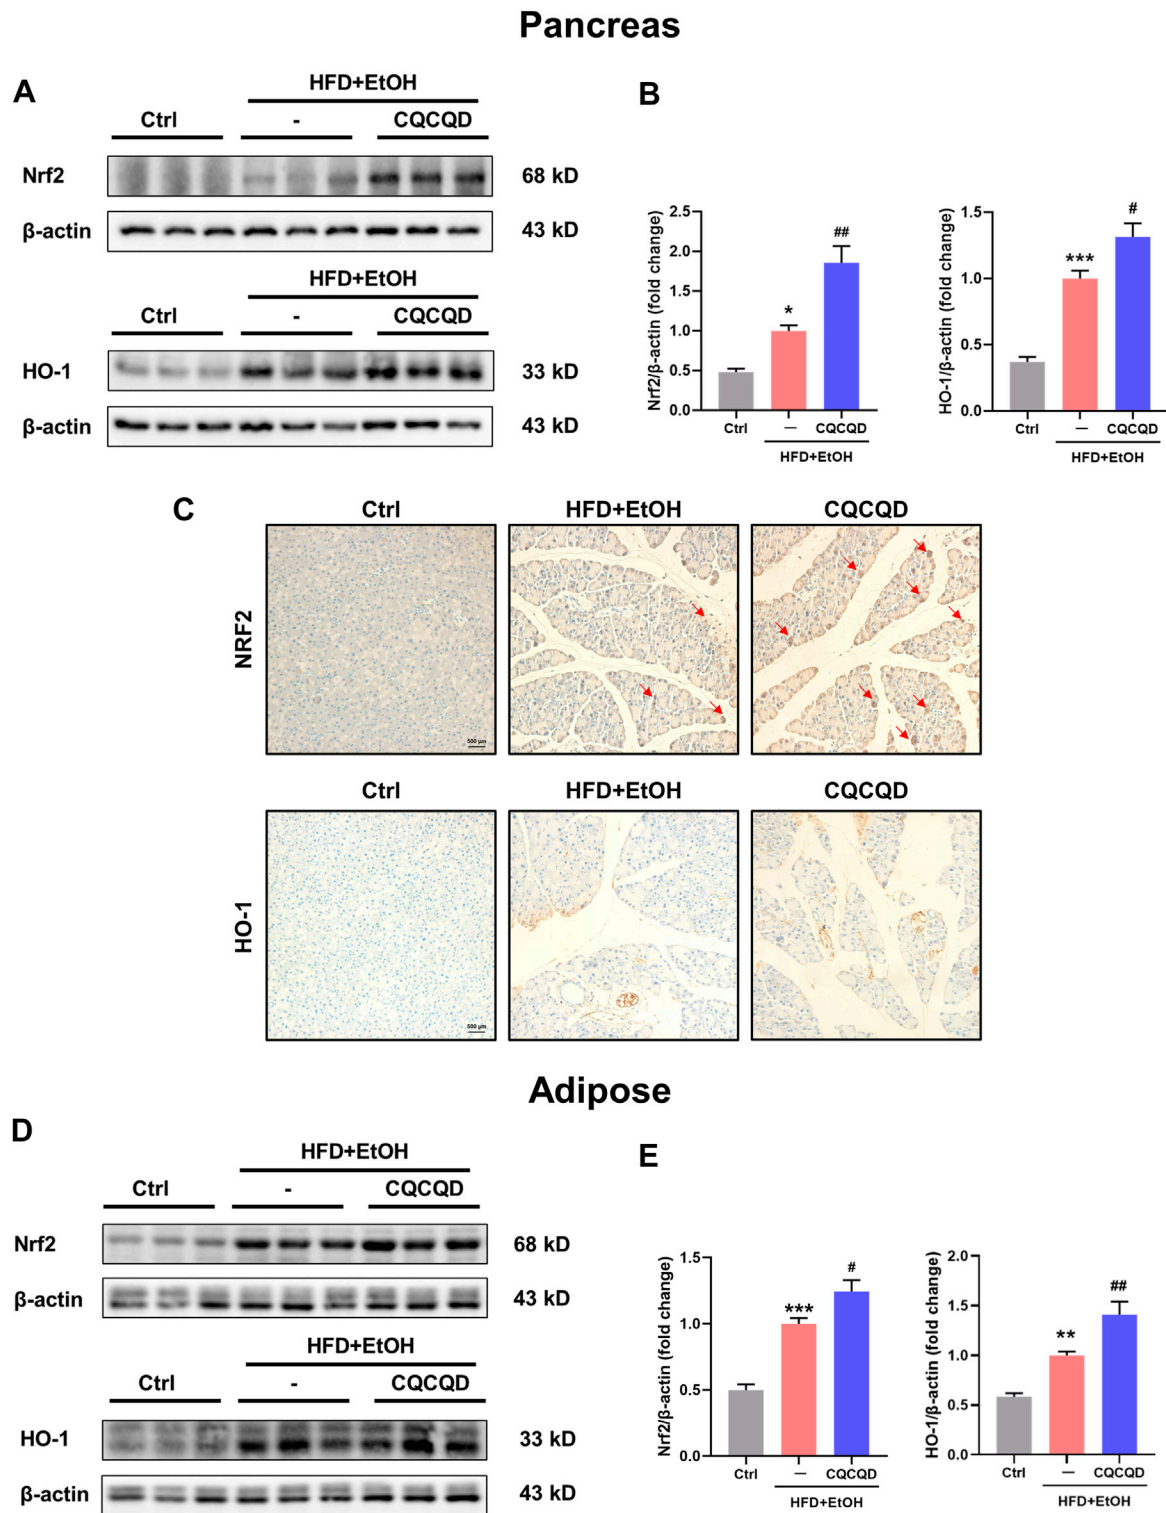 Pancreas
A
HFD+EtOH
Ctrl - CQCQD
Nrf2 68 kD
β-actin 43 kD
HFD+EtOH
Ctrl - CQCQD
HO-1 33 kD
β-actin 43 kD
B
Nrf2/β-actin (fold change)
2.5
2.0
1.5
1.0
0.5
0.0
*
##
Ctrl — CQCQD
HFD+EtOH
HO-1/β-actin (fold change)
1.5
1.0
0.5
0.0
***
#
Ctrl — CQCQD
HFD+EtOH
C
Ctrl HFD+EtOH CQCQD
NRF2
500 μm
Ctrl HFD+EtOH CQCQD
HO-1
500 μm
Adipose
D
HFD+EtOH
Ctrl - CQCQD
Nrf2 68 kD
β-actin 43 kD
HFD+EtOH
Ctrl - CQCQD
HO-1 33 kD
β-actin 43 kD
E
Nrf2/β-actin (fold change)
1.5
1.0
0.5
0.0
***
#
Ctrl — CQCQD
HFD+EtOH
HO-1/β-actin (fold change)
2.0
1.5
1.0
0.5
0.0
**
##
Ctrl — CQCQD
HFD+EtOH